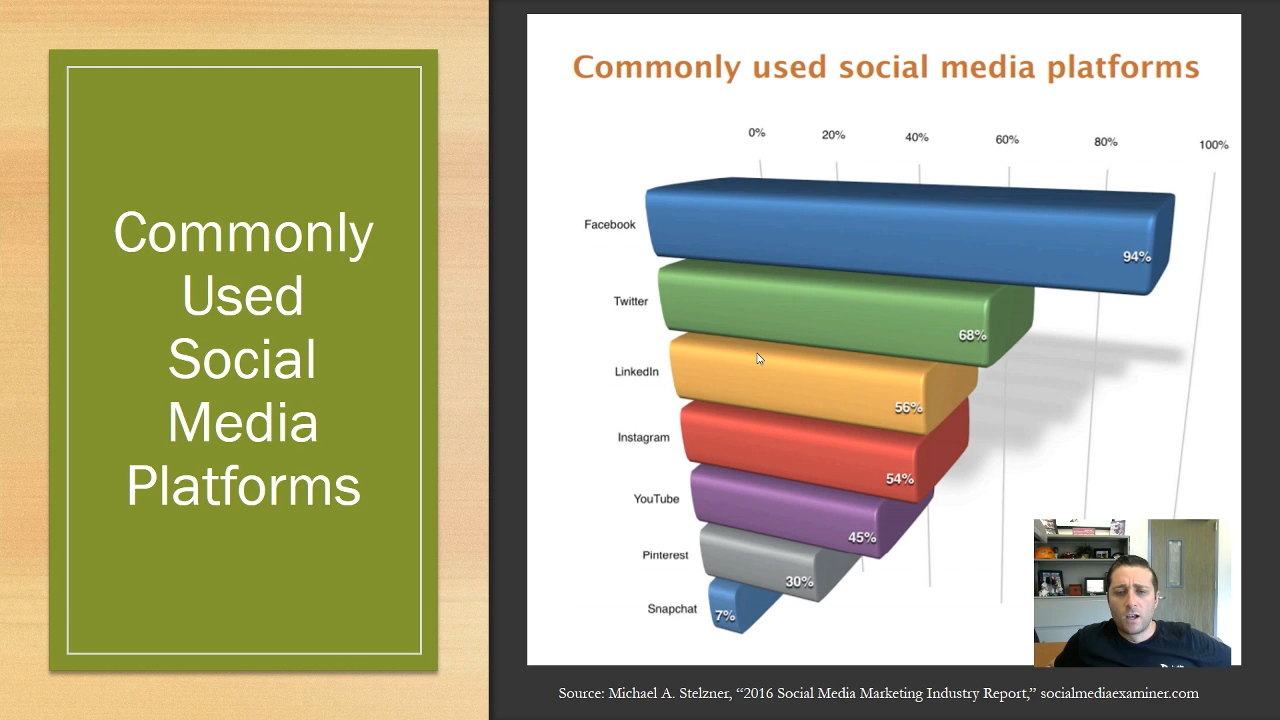 Commonly
Used
Social
Media
Platforms
Commonly used social media platforms
0% 20% 40% 60% 80% 100%
Facebook 94%
Twitter 68%
LinkedIn 56%
Instagram 54%
YouTube 45%
Pinterest 30%
Snapchat 7%
Source: Michael A. Stelzner, “2016 Social Media Marketing Industry Report,” socialmediaexaminer.com